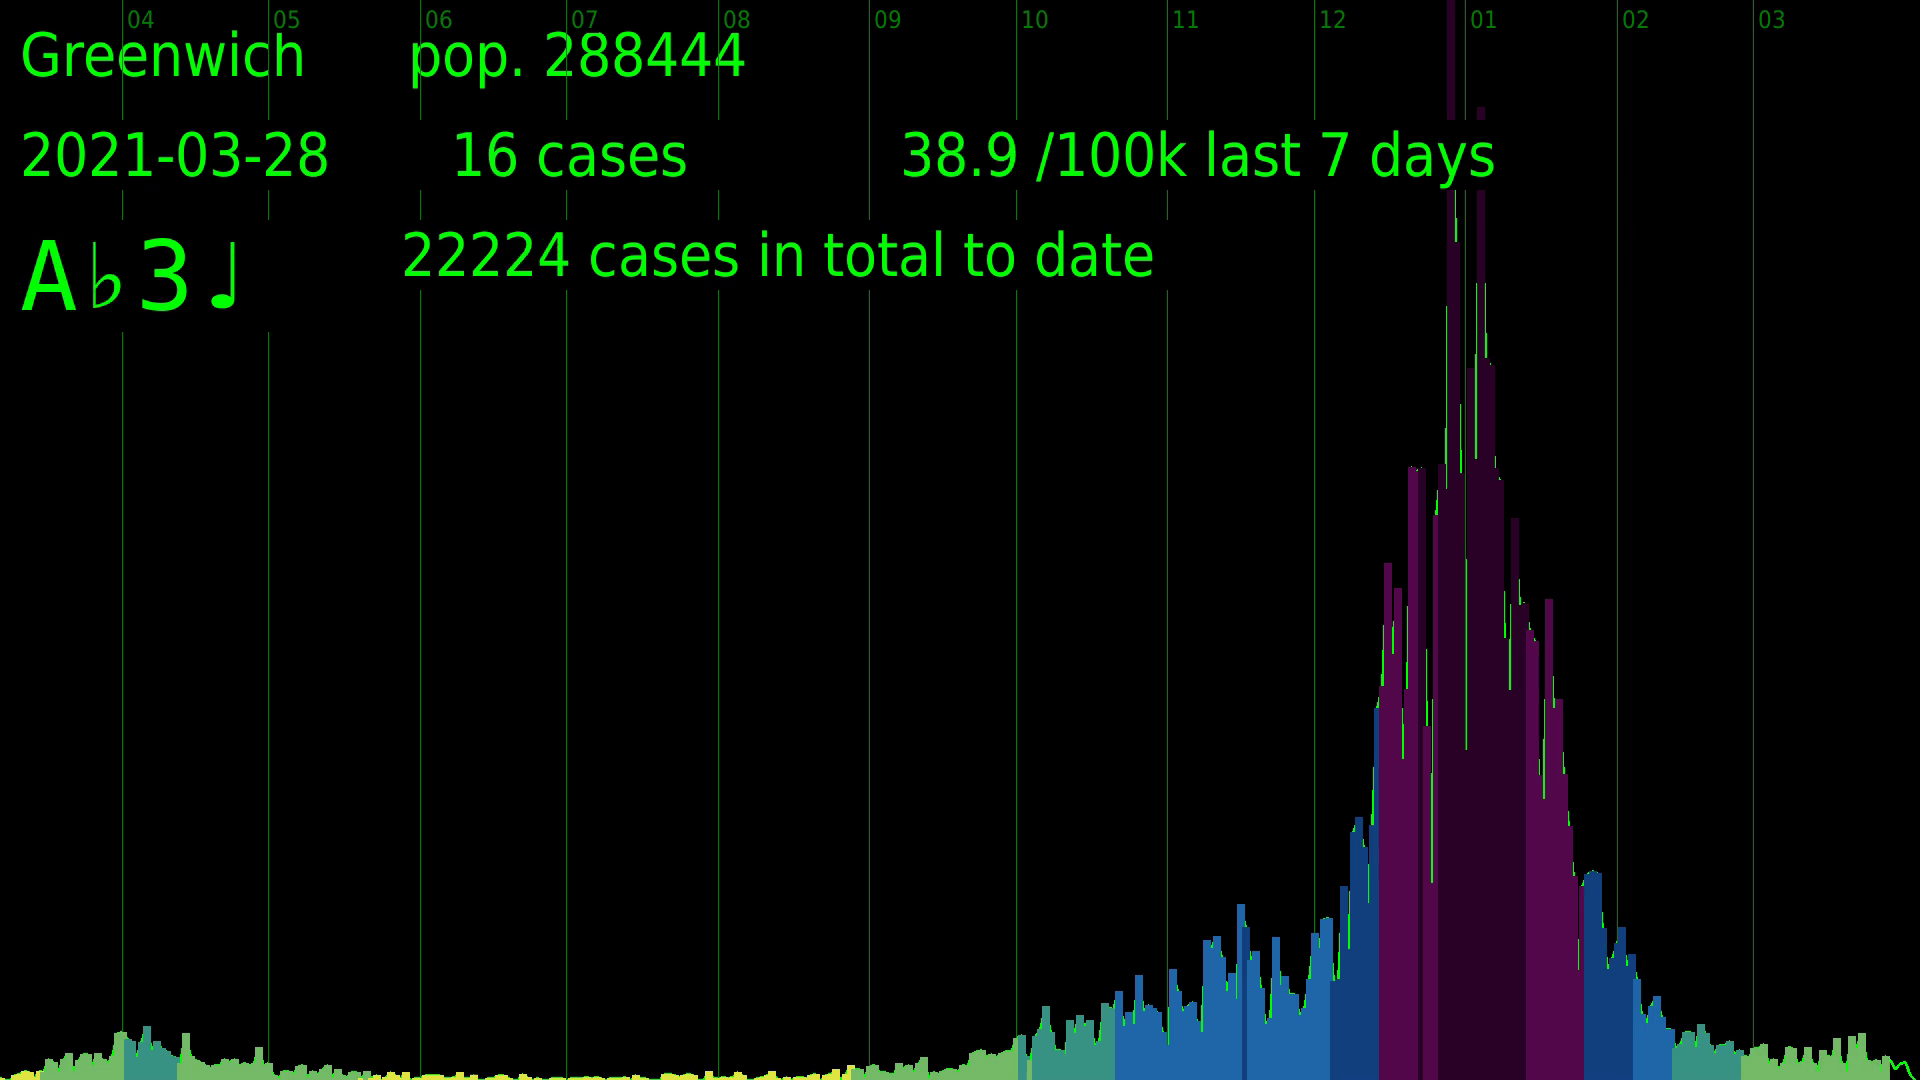 04 05 06 07 08 09 10 11 12 01 02 03
Greenwich pop. 288444
2021-03-28 16 cases 38.9 /100k last 7 days
A♭3♩ 22224 cases in total to date